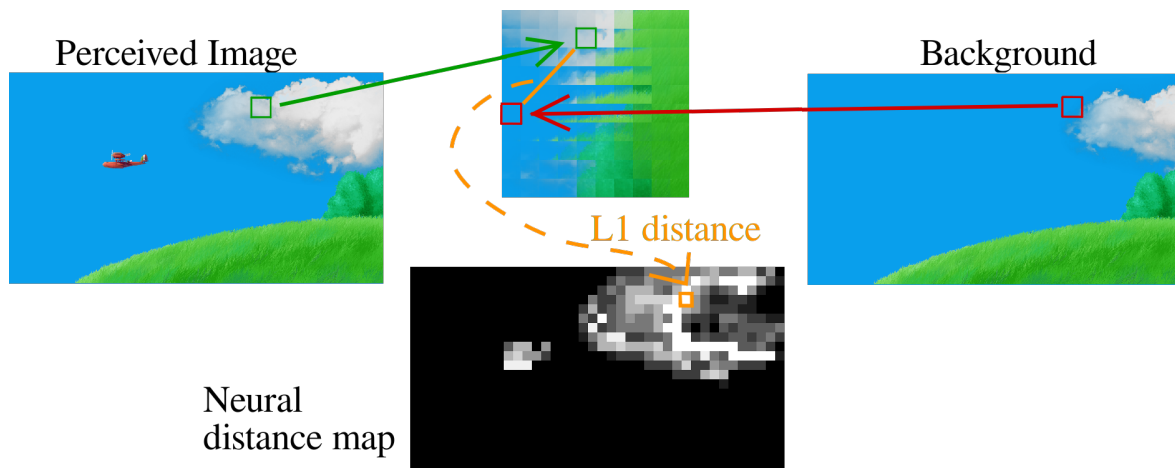 Perceived Image
Background
L1 distance
Neural
distance map